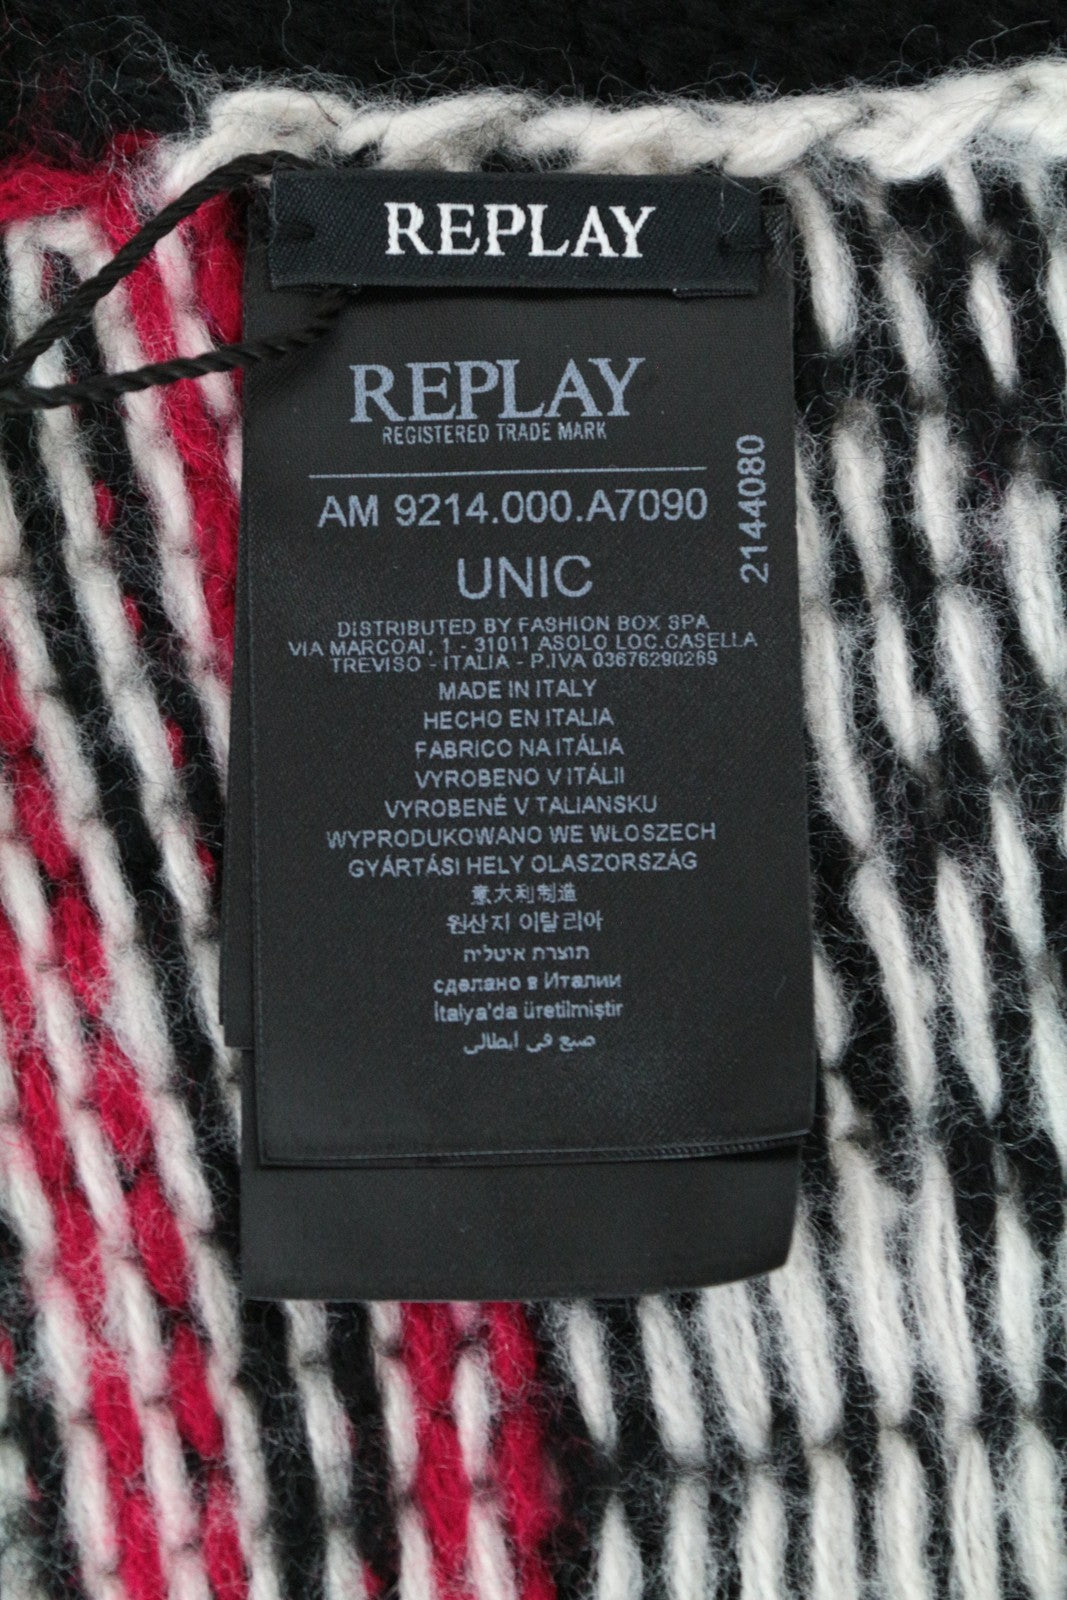 REPLAY
REPLAY
REGISTERED TRADE MARK
AM 9214.000.A7090
2144080
UNIC
DISTRIBUTED BY FASHION BOX SPA
VIA MARCOAI, 1 - 31011 ASOLO LOC.CASELLA
TREVISO - ITALIA - P.IVA 03676290269
MADE IN ITALY
HECHO EN ITALIA
FABRICO NA ITÁLIA
VYROBENO V ITÁLII
VYROBENÉ V TALIANSKU
WYPRODUKOWANO WE WŁOSZECH
GYÁRTÁSI HELY OLASZORSZÁG
意大利制造
원산지 이탈리아
תוצרת איטליה
сделано в Италии
İtalya'da üretilmiştir
صنع في ايطالى